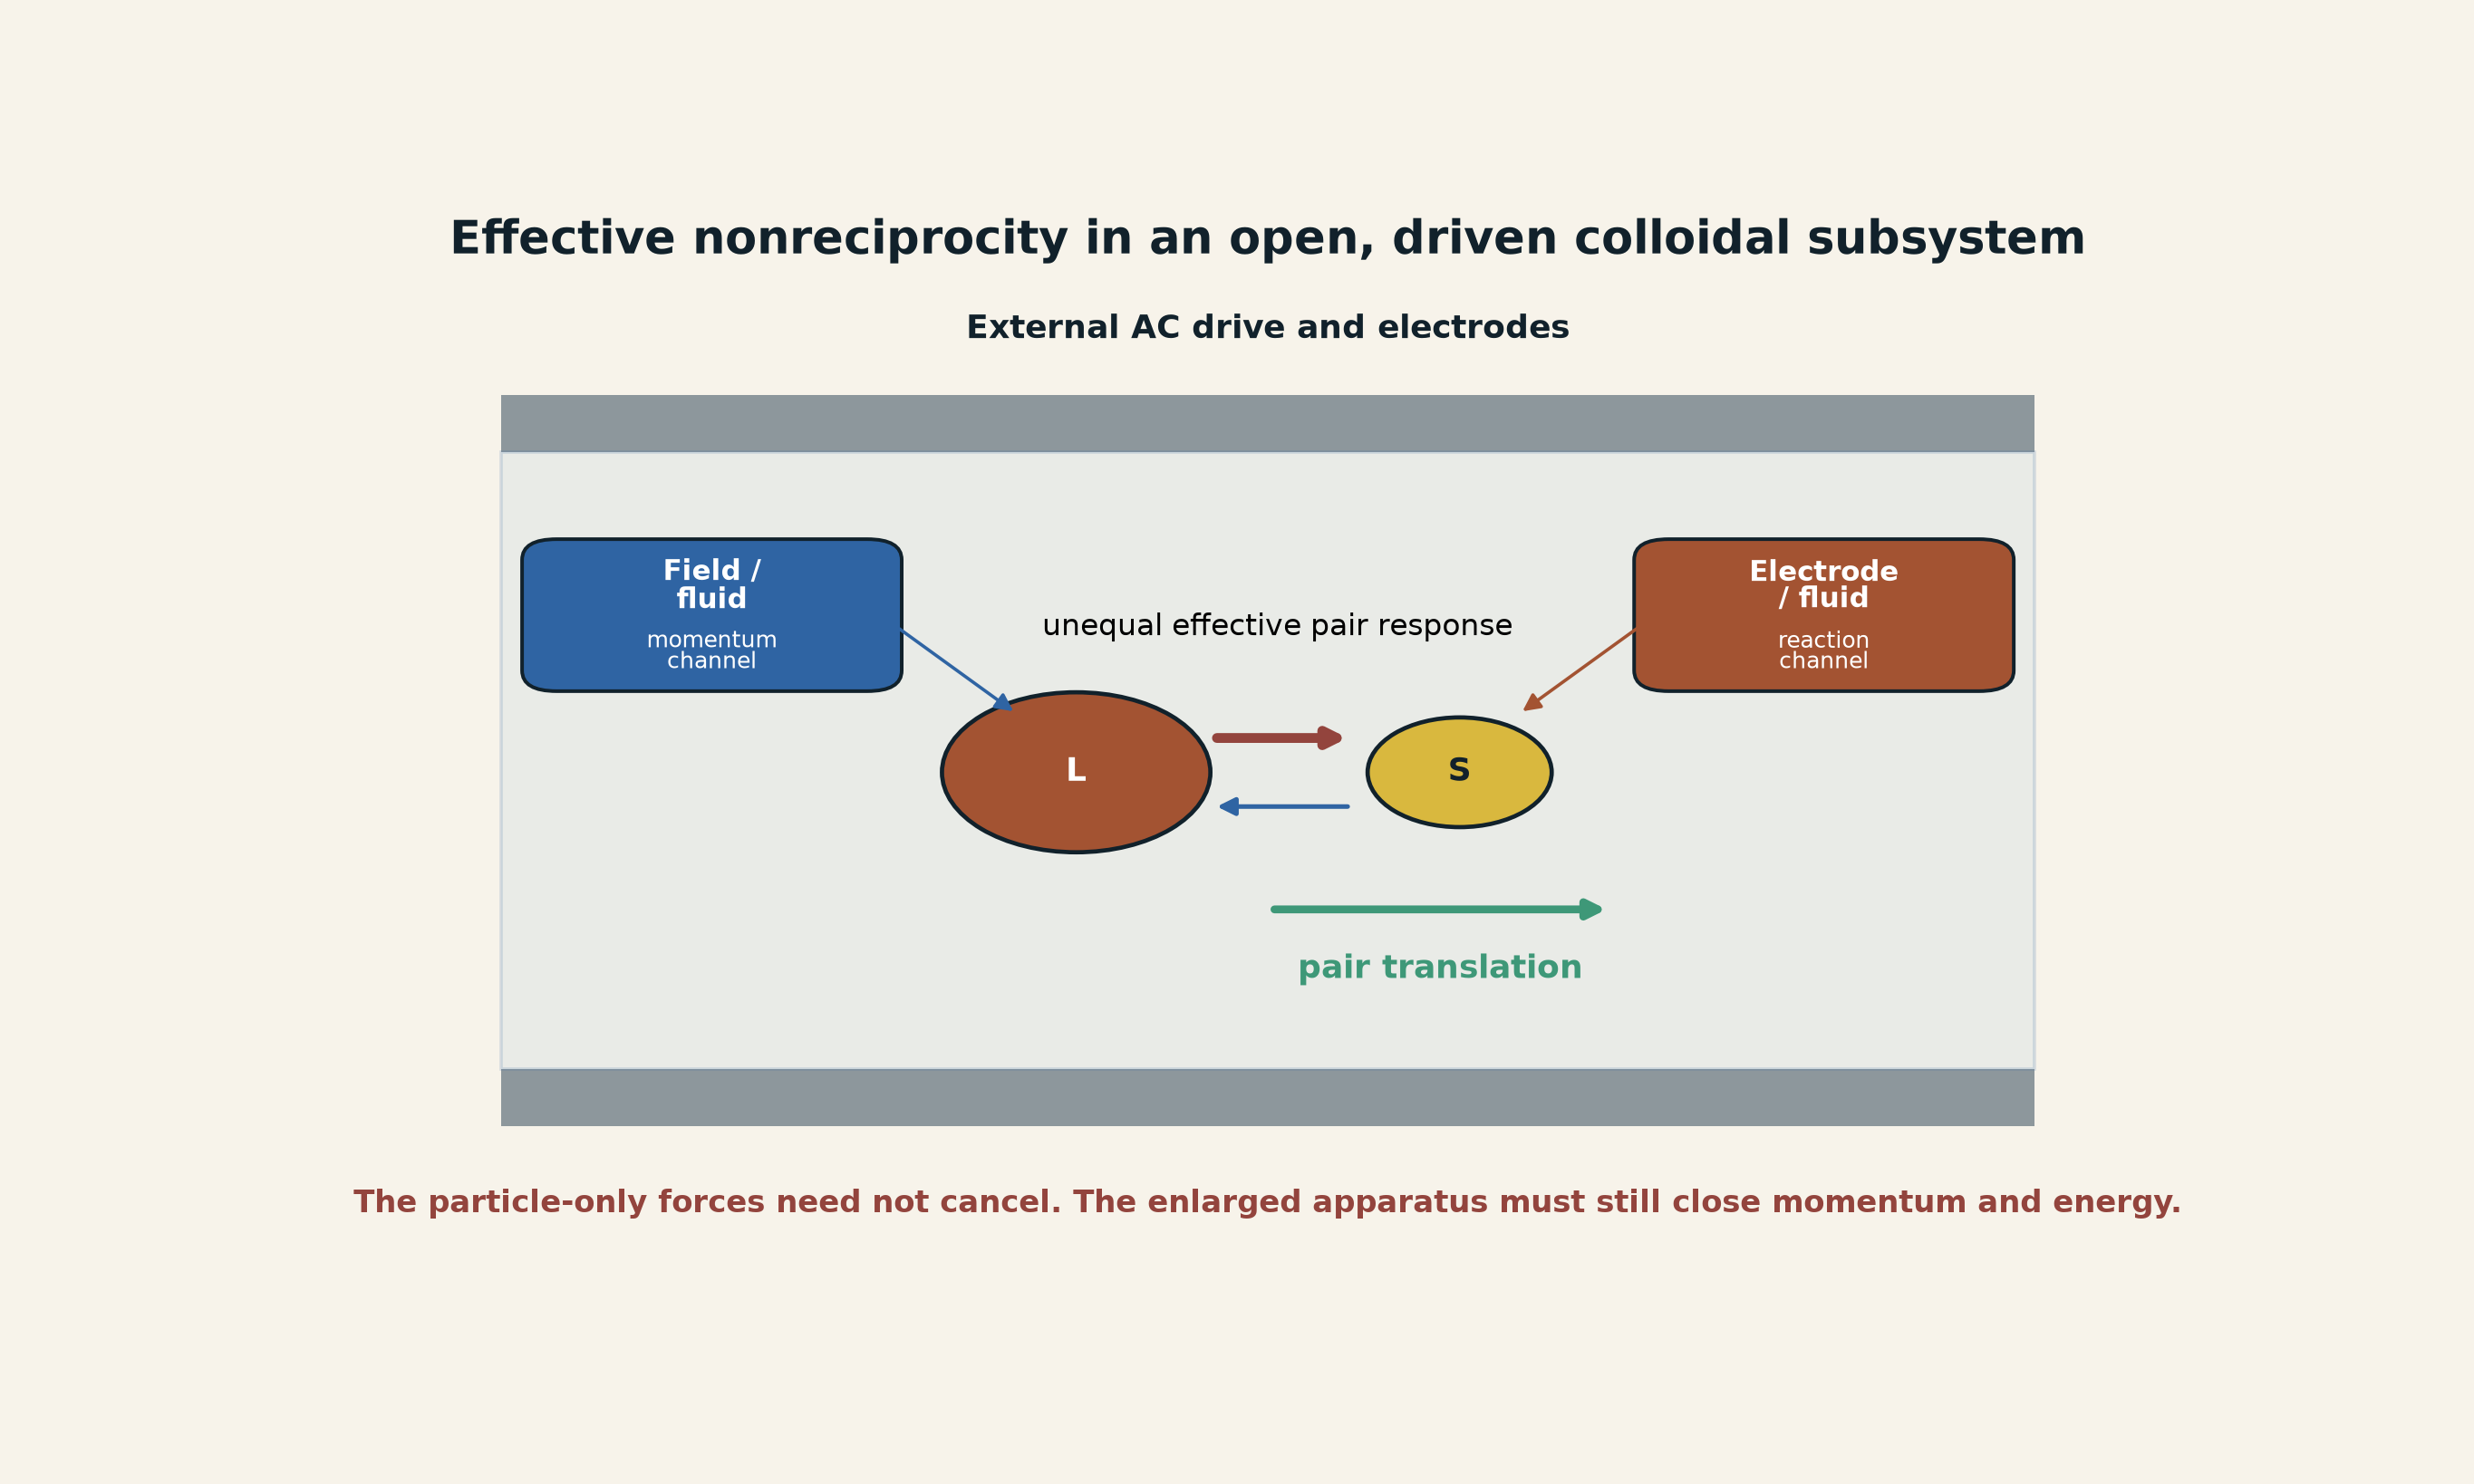 Effective nonreciprocity in an open, driven colloidal subsystem
External AC drive and electrodes
Field /
fluid
momentum
channel
Electrode
/ fluid
reaction
channel
unequal effective pair response
L
S
pair translation
The particle-only forces need not cancel. The enlarged apparatus must still close momentum and energy.